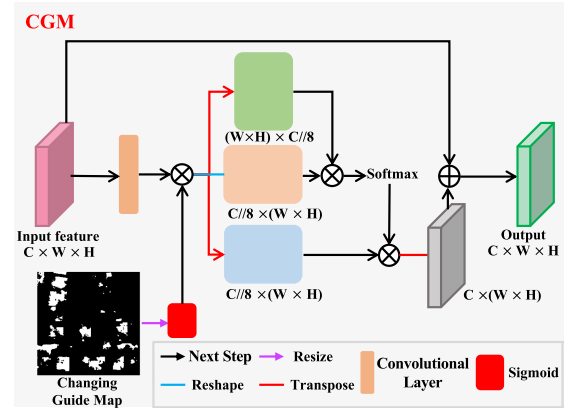 CGM
(W×H) × C//8
C//8 ×(W × H)
Softmax
Input feature
C × W × H
C//8 ×(W × H)
Output
C × W × H
C ×(W × H)
Changing
Guide Map
Next Step
Resize
Convolutional
Layer
Sigmoid
Reshape
Transpose